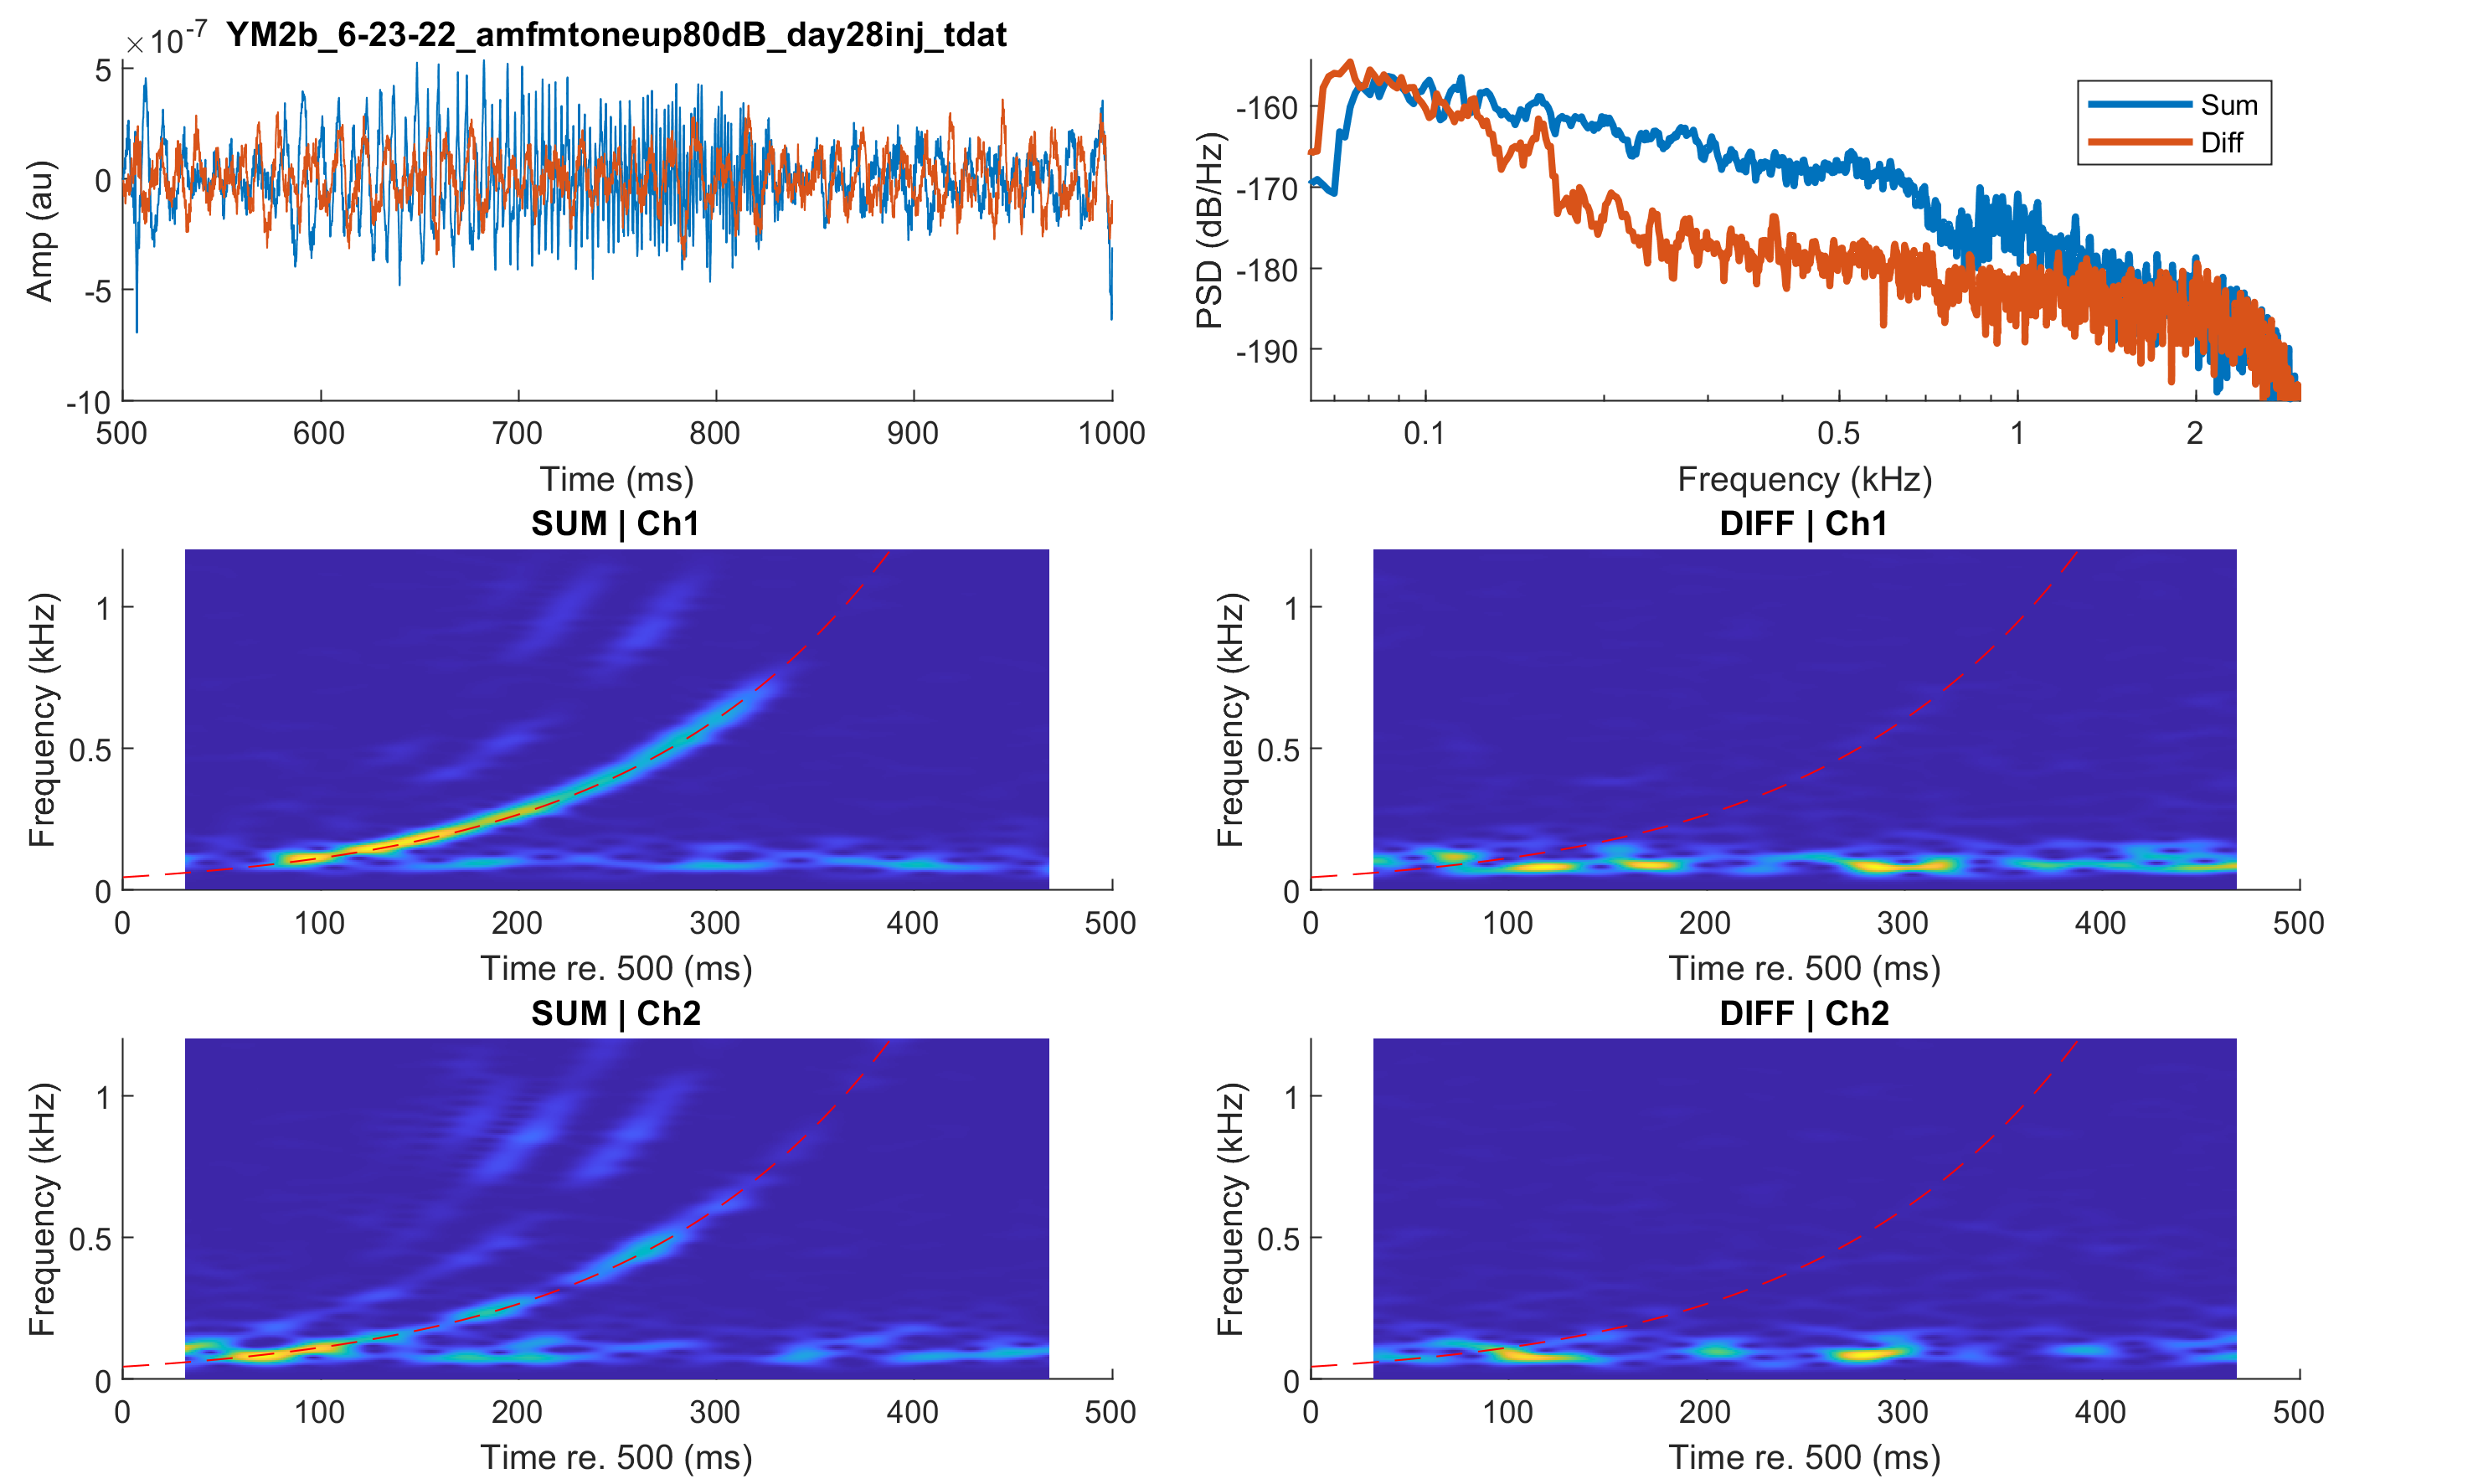 ×10-7 YM2b_6-23-22_amfmtoneup80dB_day28inj_tdat
5
0
-5
-10
Amp (au)
500 600 700 800 900 1000
Time (ms)
Sum
Diff
-160
-170
-180
-190
PSD (dB/Hz)
0.1 0.5 1 2
Frequency (kHz)
SUM | Ch1
1
0.5
0
Frequency (kHz)
0 100 200 300 400 500
Time re. 500 (ms)
DIFF | Ch1
1
0.5
0
Frequency (kHz)
0 100 200 300 400 500
Time re. 500 (ms)
SUM | Ch2
1
0.5
0
Frequency (kHz)
0 100 200 300 400 500
Time re. 500 (ms)
DIFF | Ch2
1
0.5
0
Frequency (kHz)
0 100 200 300 400 500
Time re. 500 (ms)